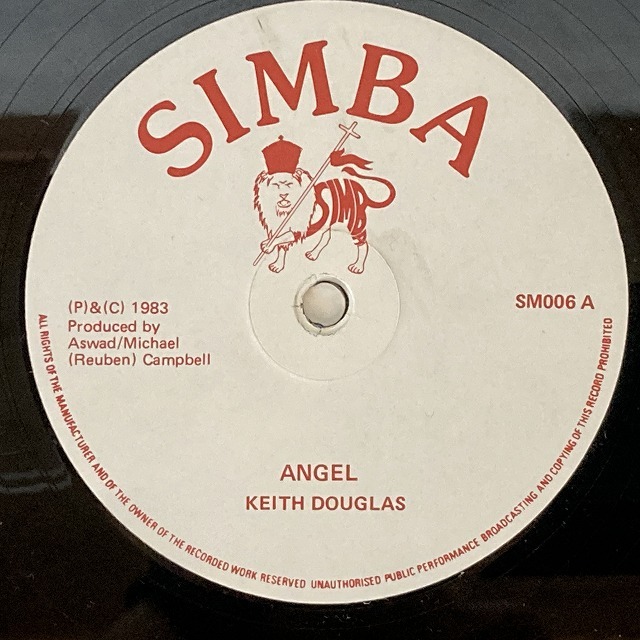 SIMBA
SIMB
(P)&(C) 1983
Produced by
Aswad/Michael
(Reuben) Campbell
SM006 A
ANGEL
KEITH DOUGLAS
ALL RIGHTS OF THE MANUFACTURER AND OF THE OWNER OF THE RECORDED WORK RESERVED UNAUTHORISED PUBLIC PERFORMANCE BROADCASTING AND COPYING OF THIS RECORD PROHIBITED